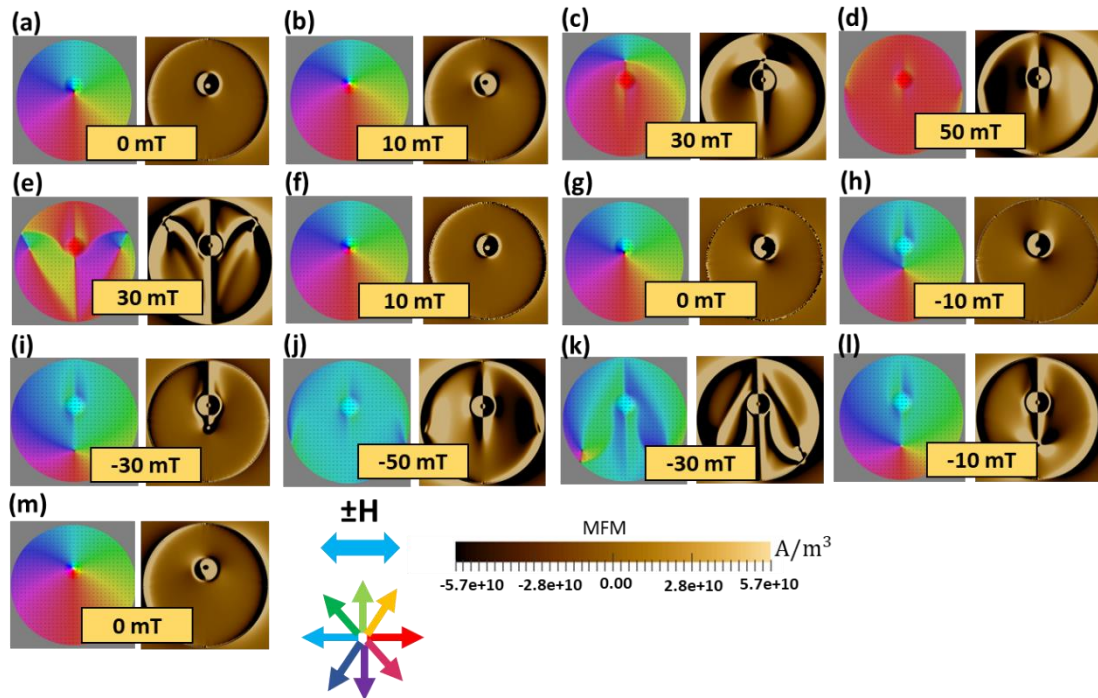 (a)
0 mT
(b)
10 mT
(c)
30 mT
(d)
50 mT
(e)
30 mT
(f)
10 mT
(g)
0 mT
(h)
-10 mT
(i)
-30 mT
(j)
-50 mT
(k)
-30 mT
(l)
-10 mT
(m)
0 mT
±H
MFM
A/m³
-5.7e+10 -2.8e+10 0.00 2.8e+10 5.7e+10